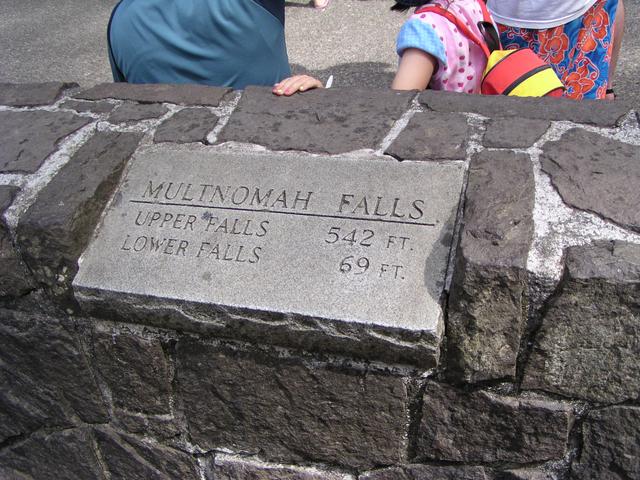 MULTNOMAH FALLS
UPPER FALLS 542 FT.
LOWER FALLS 69 FT.